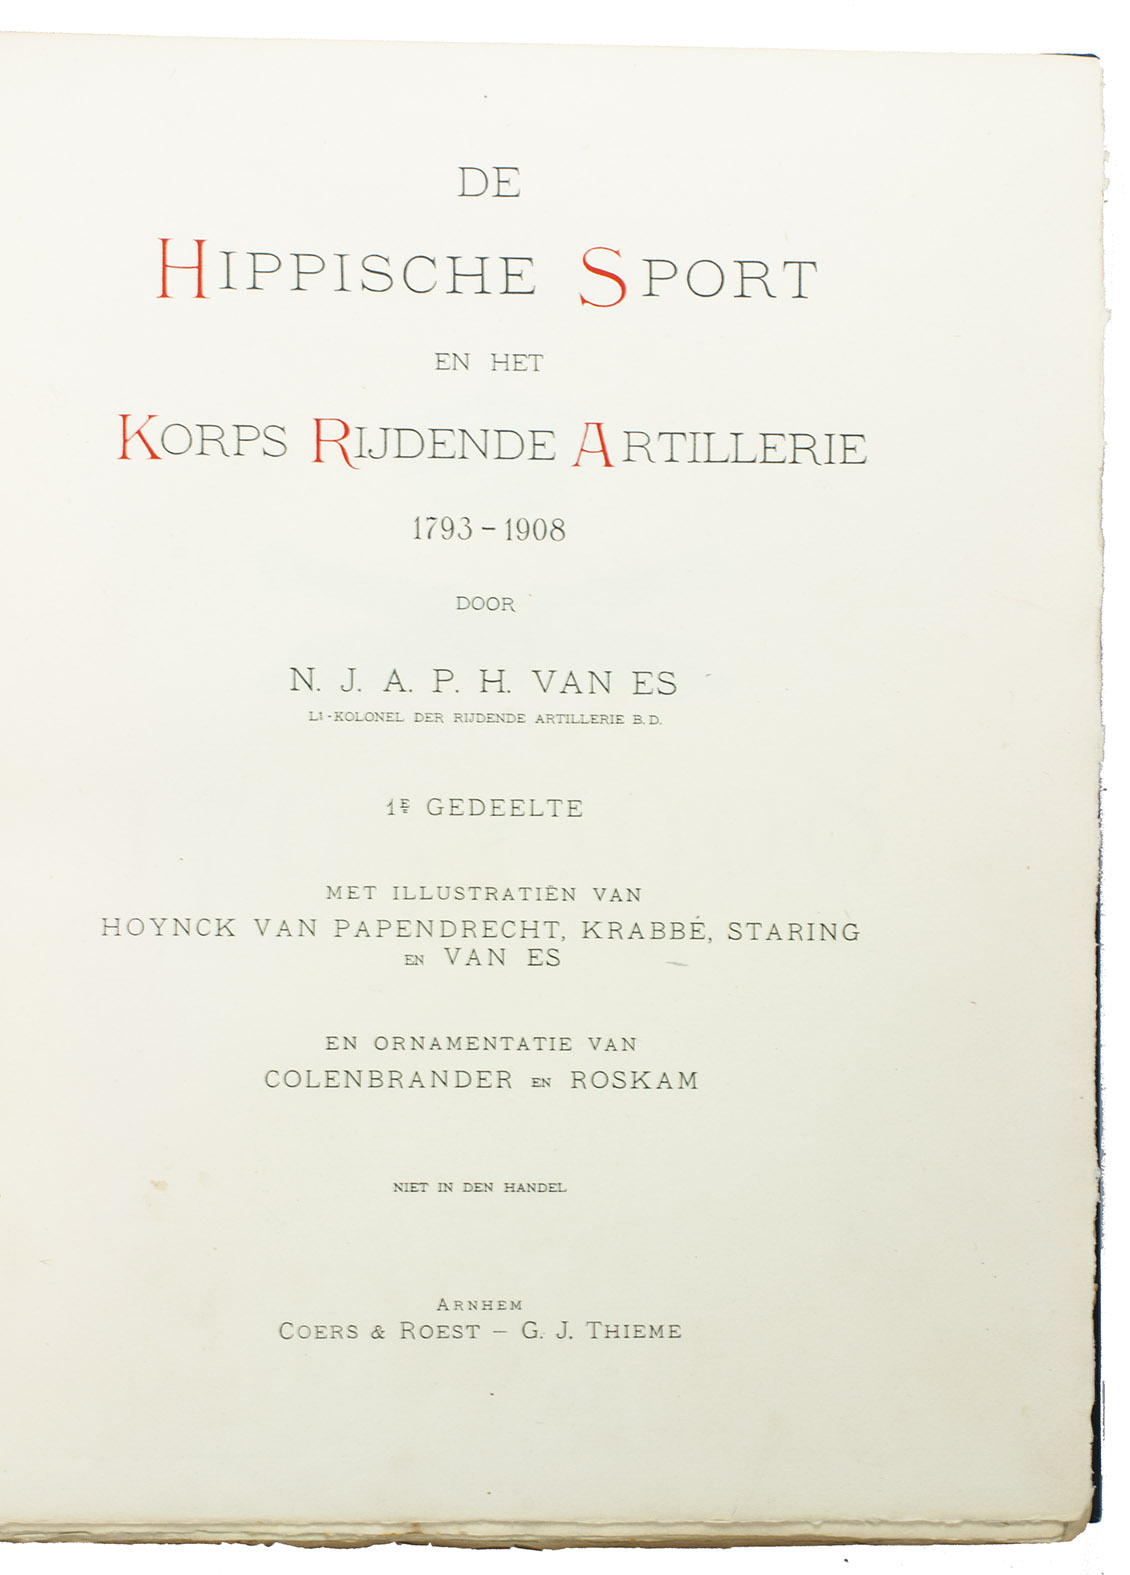 DE
HIPPISCHE SPORT
EN HET
KORPS RIJDENDE ARTILLERIE
1793 – 1908
DOOR
N. J. A. P. H. VAN ES
Lt-KOLONEL DER RIJDENDE ARTILLERIE B. D.
1E GEDEELTE
MET ILLUSTRATIËN VAN
HOYNCK VAN PAPENDRECHT, KRABBÉ, STARING
EN VAN ES
EN ORNAMENTATIE VAN
COLENBRANDER EN ROSKAM
NIET IN DEN HANDEL
ARNHEM
COERS & ROEST – G. J. THIEME